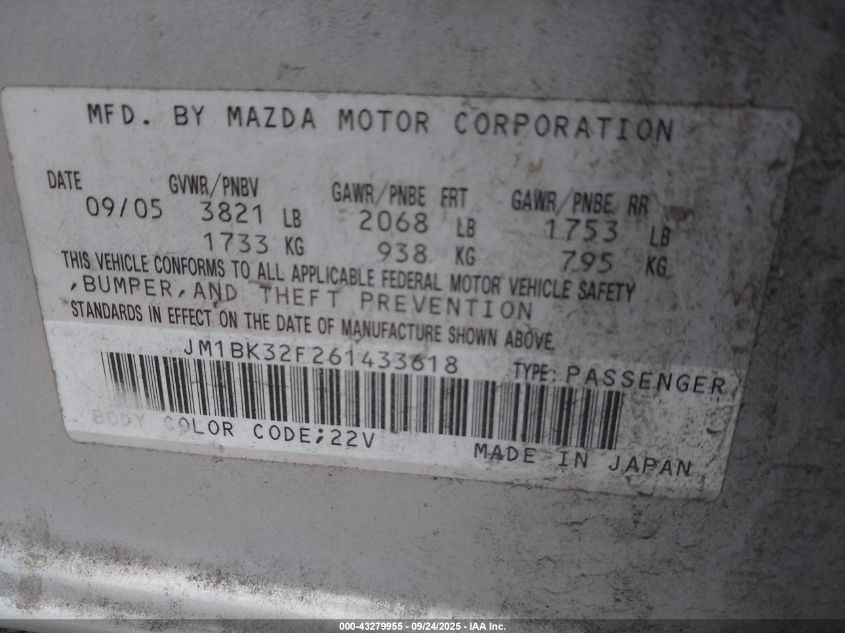 MFD. BY MAZDA MOTOR CORPORATION
DATE GVWR/PNBV GAWR/PNBE FRT GAWR/PNBE RR
09/05 3821 LB 2068 LB 1753 LB
1733 KG 938 KG 795 KG
THIS VEHICLE CONFORMS TO ALL APPLICABLE FEDERAL MOTOR VEHICLE SAFETY
,BUMPER,AND THEFT PREVENTION
STANDARDS IN EFFECT ON THE DATE OF MANUFACTURE SHOWN ABOVE.
JM1BK32F261433618 TYPE: PASSENGER
BODY COLOR CODE;22V MADE IN JAPAN
000-43279955 - 09/24/2025 - IAA Inc.